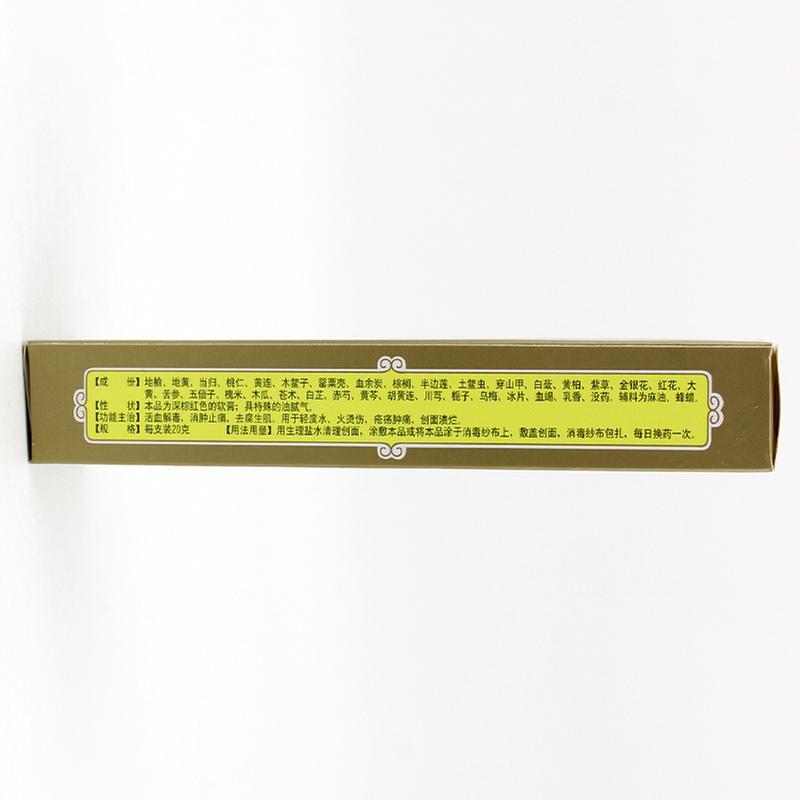 【成　份】地榆、地黄、当归、桃仁、黄连、木鳖子、罂粟壳、血余炭、棕榈、半边莲、土鳖虫、穿山甲、白蔹、黄柏、紫草、金银花、红花、大
黄、苦参、五倍子、槐米、木瓜、苍术、白芷、赤芍、黄芩、胡黄连、川芎、栀子、乌梅、冰片、血竭、乳香、没药。辅料为麻油、蜂蜡。
【性　状】本品为深棕红色的软膏；具特殊的油腻气。
【功能主治】活血解毒、消肿止痛、去腐生肌。用于轻度水、火烫伤，疮疡肿痛，创面溃烂。
【规　格】每支装20克　【用法用量】用生理盐水清理创面，涂敷本品或将本品涂于消毒纱布上，敷盖创面，消毒纱布包扎，每日换药一次。